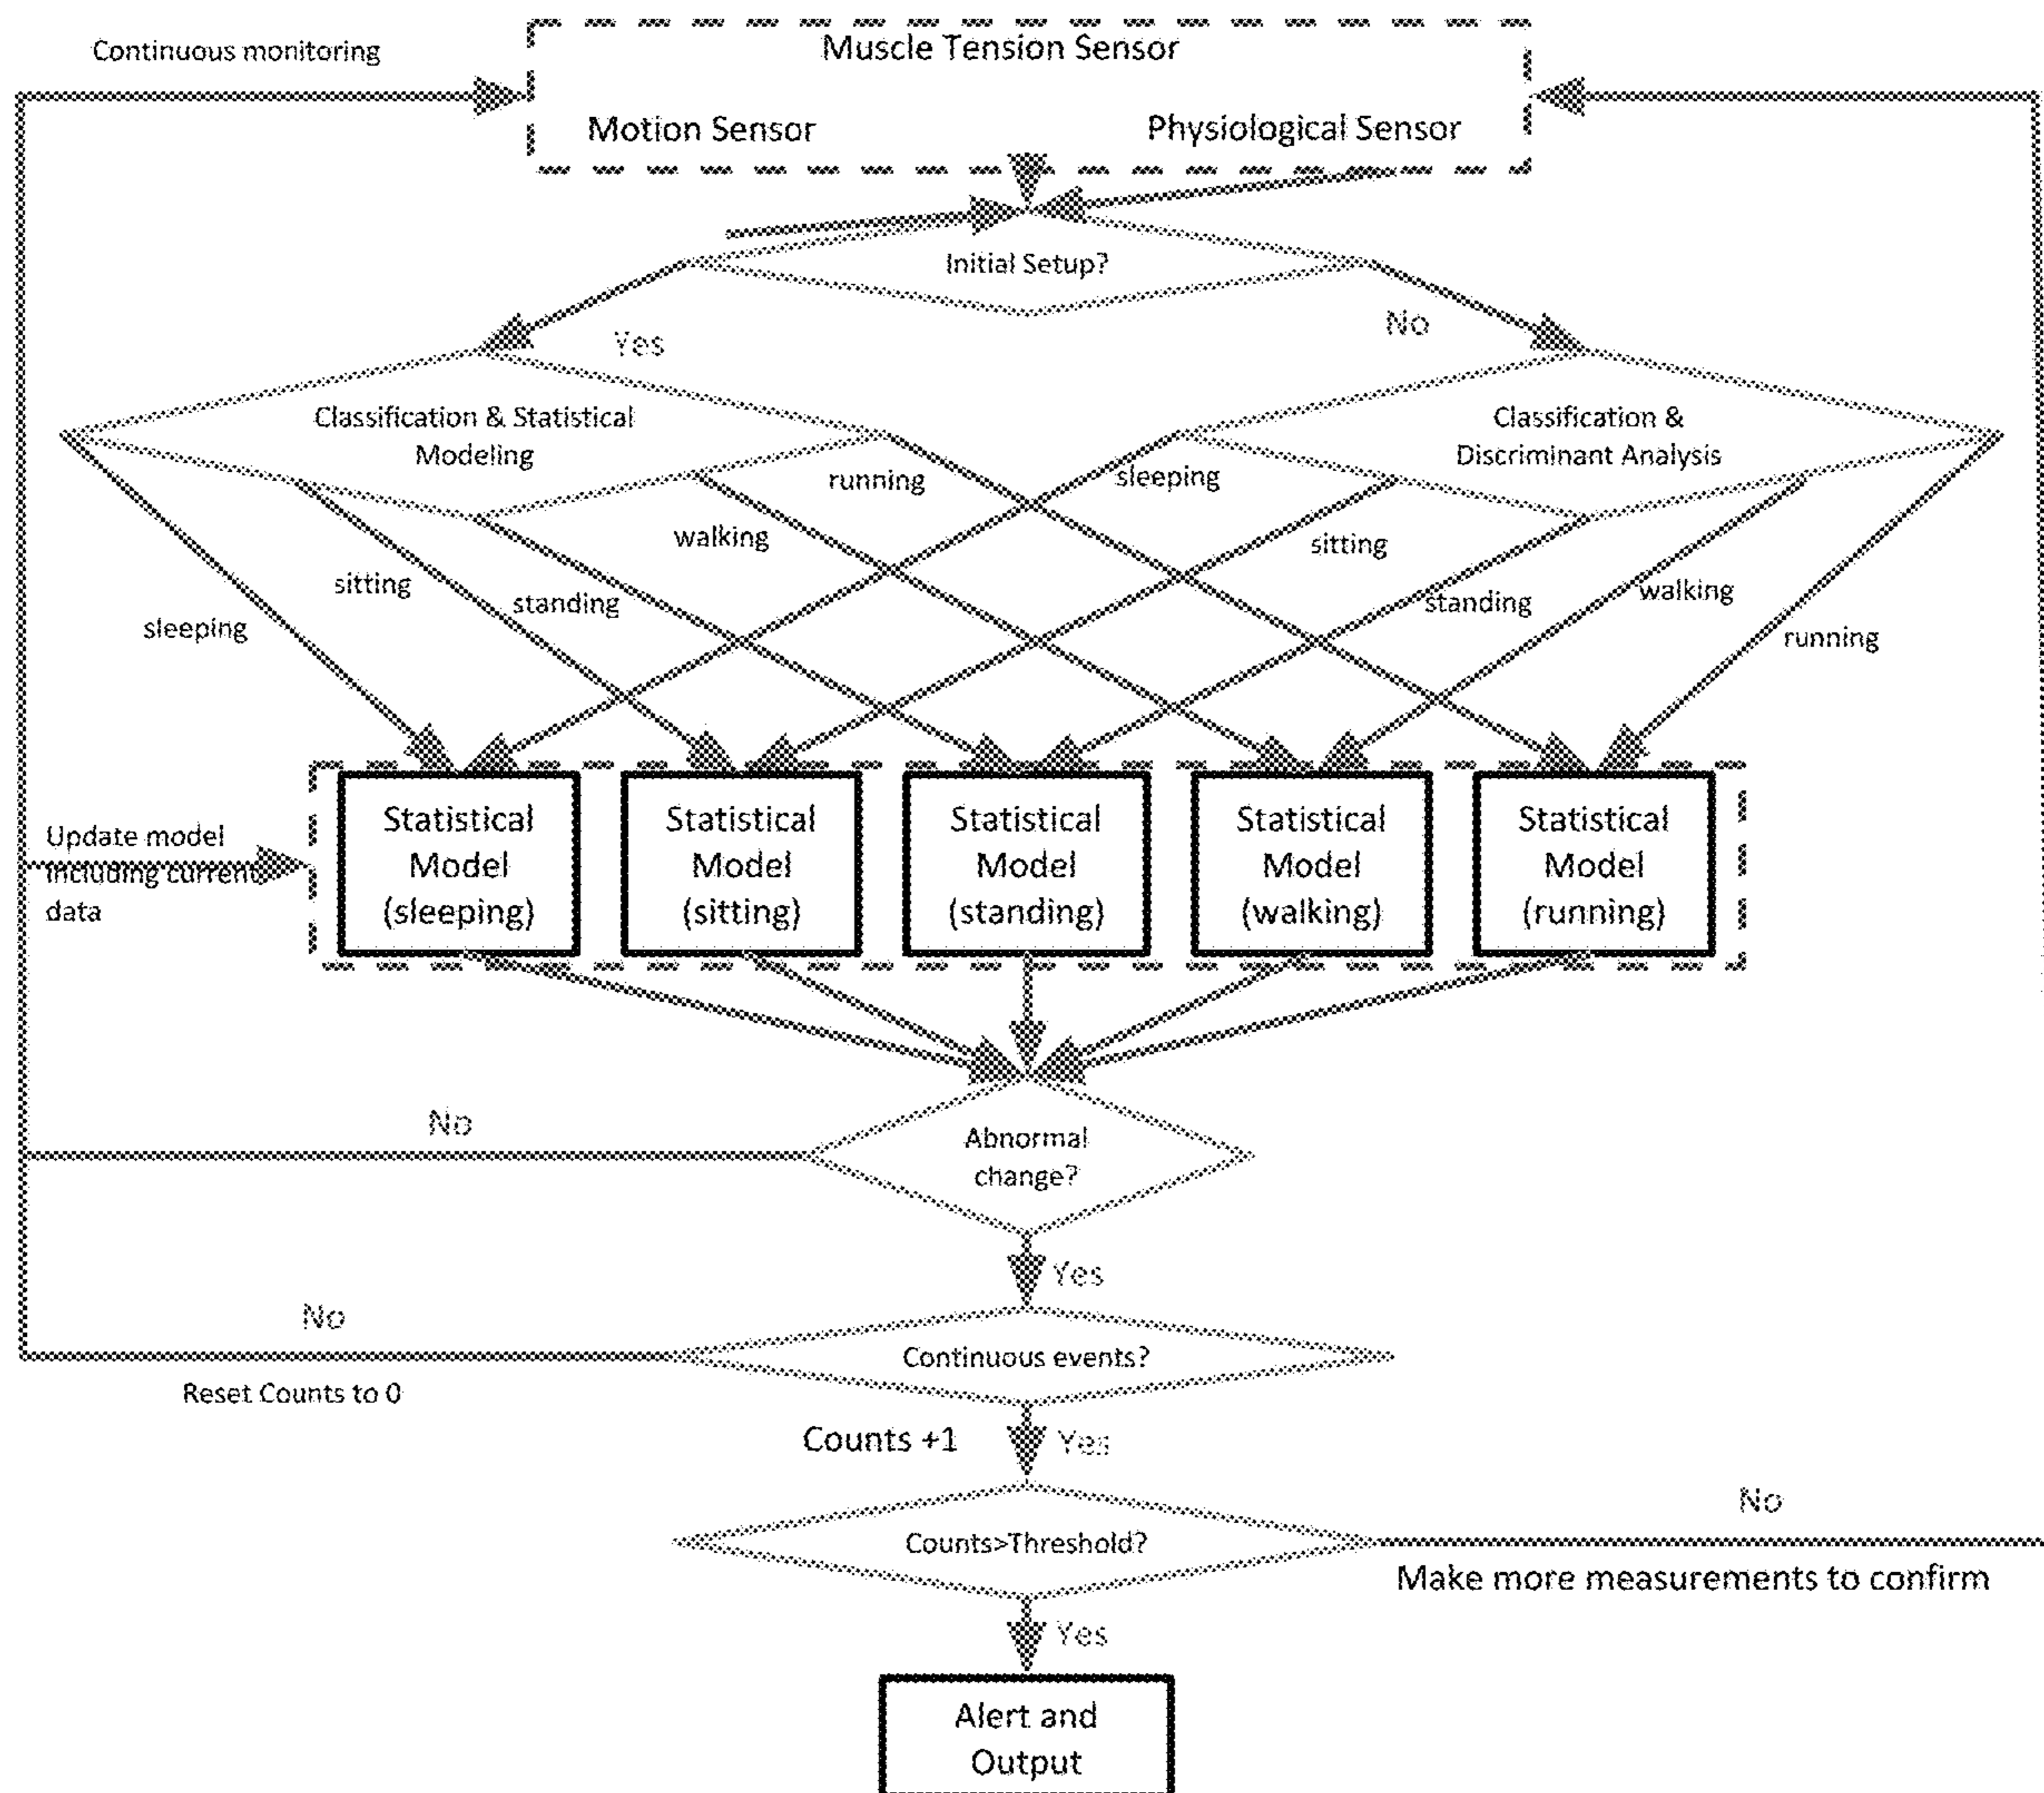 Continuous monitoring
Muscle Tension Sensor
Motion Sensor
Physiological Sensor
Initial Setup?
Yes
No
Classification & Statistical
Modeling
Classification &
Discriminant Analysis
running
sleeping
walking
sitting
sitting
standing
standing
walking
sleeping
running
Update model
including current
data
Statistical
Model
(sleeping)
Statistical
Model
(sitting)
Statistical
Model
(standing)
Statistical
Model
(walking)
Statistical
Model
(running)
No
Abnormal
change?
Yes
No
Continuous events?
Reset Counts to 0
Counts +1
Yes
No
Counts>Threshold?
Make more measurements to confirm
Yes
Alert and
Output